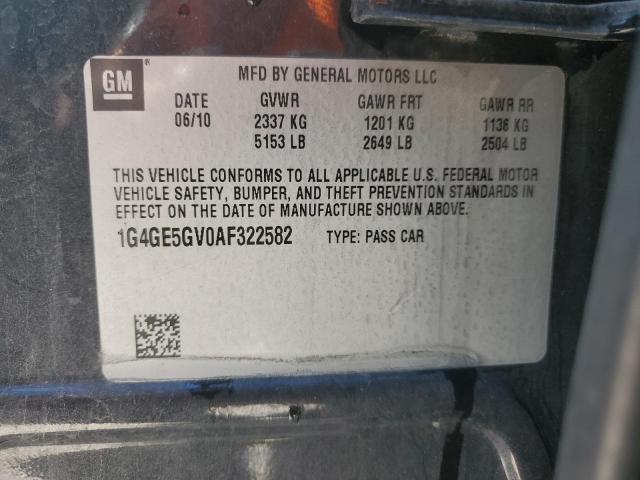 GM
MFD BY GENERAL MOTORS LLC
DATE GVWR GAWR FRT GAWR RR
06/10 2337 KG 1201 KG 1136 KG
5153 LB 2649 LB 2504 LB
THIS VEHICLE CONFORMS TO ALL APPLICABLE U.S. FEDERAL MOTOR
VEHICLE SAFETY, BUMPER, AND THEFT PREVENTION STANDARDS IN
EFFECT ON THE DATE OF MANUFACTURE SHOWN ABOVE.
1G4GE5GV0AF322582 TYPE: PASS CAR